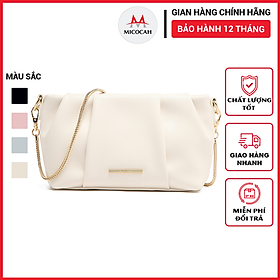 MICOCAH
GIAN HÀNG CHÍNH HÃNG
BẢO HÀNH 12 THÁNG
MÀU SẮC
CHẤT LƯỢNG
TỐT
GIAO HÀNG
NHANH
MIỄN PHÍ
ĐỔI TRẢ